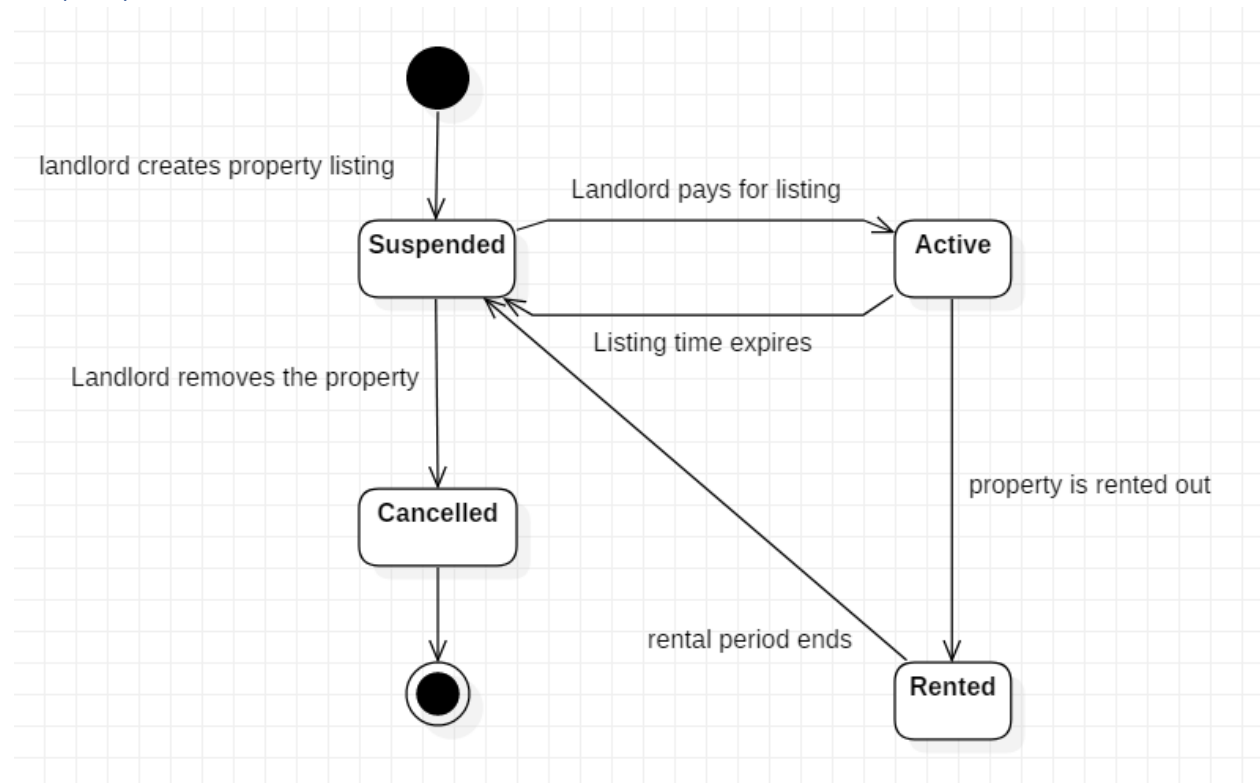 landlord creates property listing
Landlord pays for listing
Suspended
Active
Listing time expires
Landlord removes the property
property is rented out
Cancelled
rental period ends
Rented